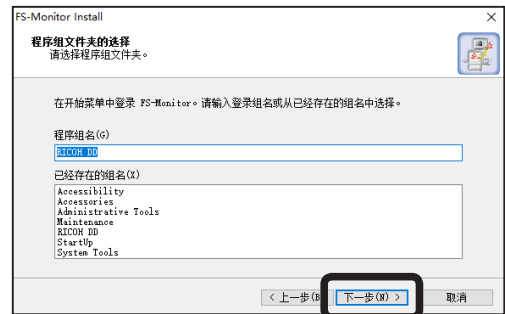 FS-Monitor Install
程序组文件夹的选择
请选择程序组文件夹。
在开始菜单中登录 FS-Monitor。请输入登录组名或从已经存在的组名中选择。
程序组名(G)
RICOH DD
已经存在的组名(X)
Accessibility
Accessories
Administrative Tools
Maintenance
RICOH DD
StartUp
System Tools
< 上一步(B
下一步(N) >
取消